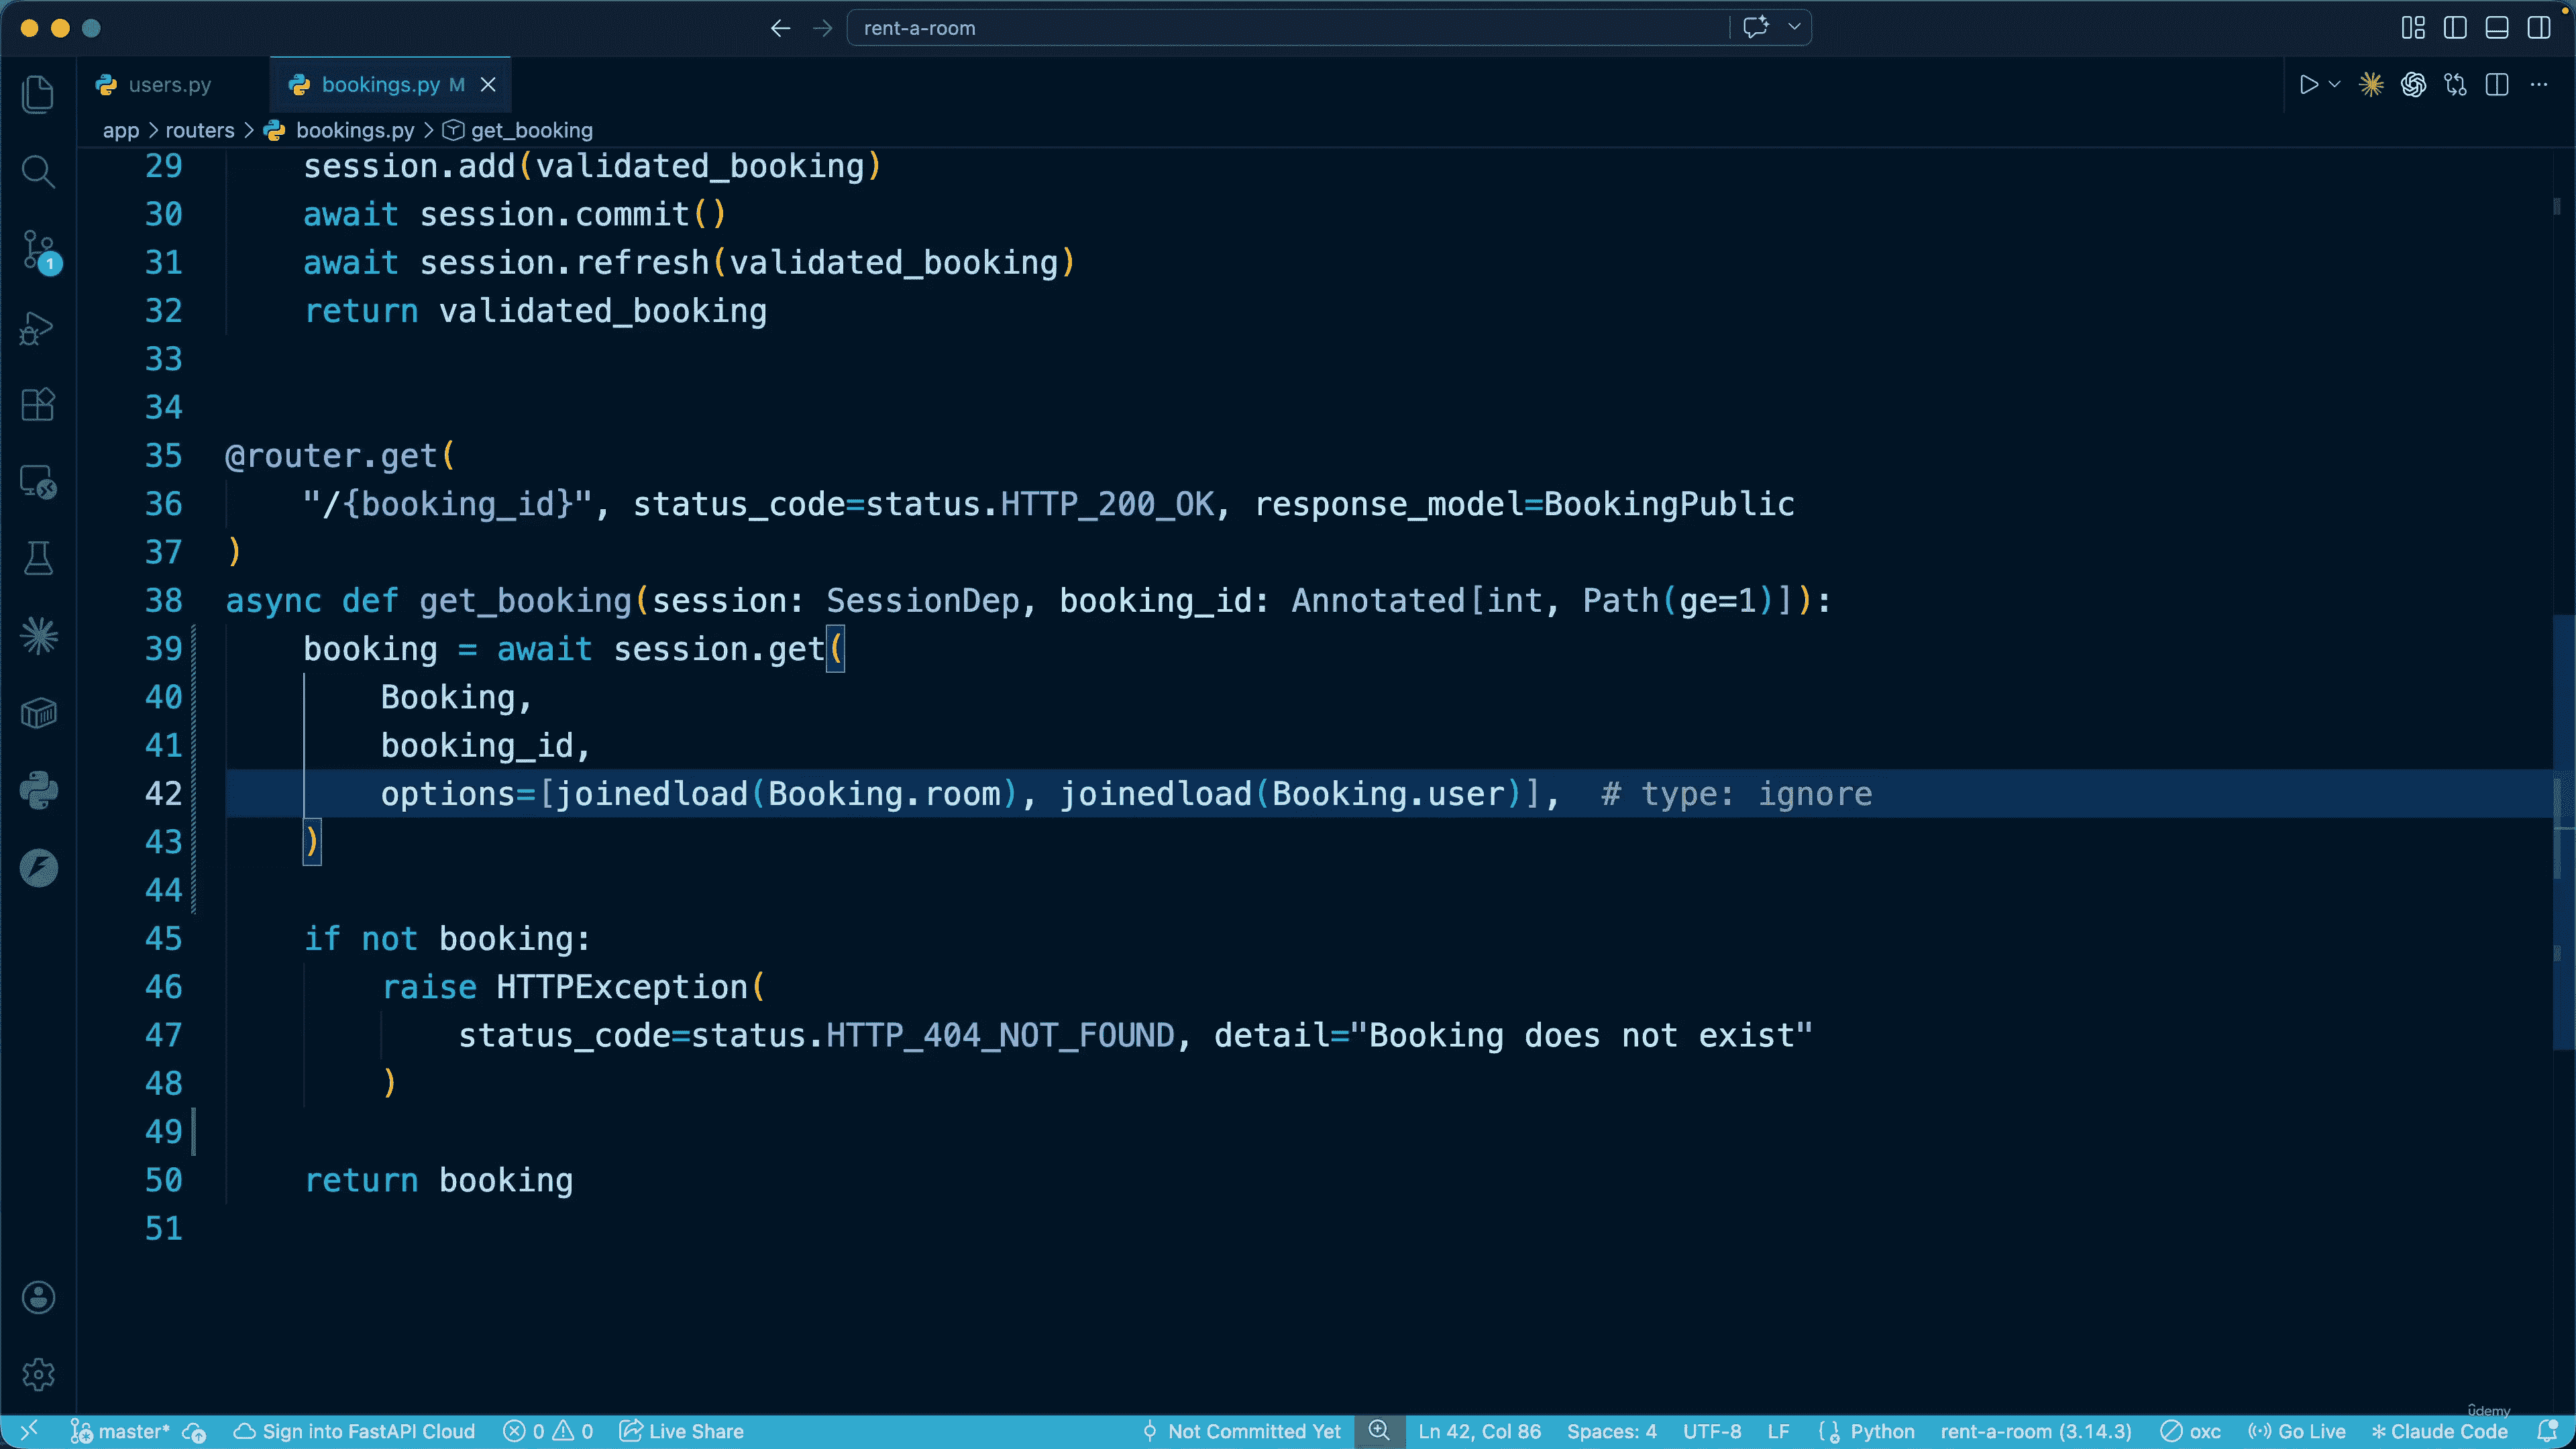 rent-a-room
users.py
bookings.py M
app > routers > bookings.py > get_booking
29 session.add(validated_booking)
30 await session.commit()
31 await session.refresh(validated_booking)
32 return validated_booking
33
34
35 @router.get(
36 "/{booking_id}", status_code=status.HTTP_200_OK, response_model=BookingPublic
37 )
38 async def get_booking(session: SessionDep, booking_id: Annotated[int, Path(ge=1)]):
39 booking = await session.get(
40 Booking,
41 booking_id,
42 options=[joinedload(Booking.room), joinedload(Booking.user)],  # type: ignore
43 )
44
45 if not booking:
46 raise HTTPException(
47 status_code=status.HTTP_404_NOT_FOUND, detail="Booking does not exist"
48 )
49
50 return booking
51
1
udemy
master* Sign into FastAPI Cloud 0 0 Live Share Not Committed Yet Ln 42, Col 86 Spaces: 4 UTF-8 LF Python rent-a-room (3.14.3) oxc Go Live Claude Code